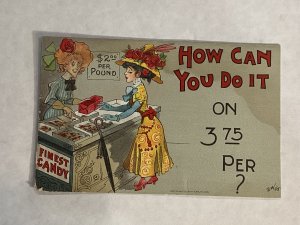 $2.00
PER
POUND
HOW CAN
YOU DO IT
ON
3 75
PER
?
FINEST
CANDY